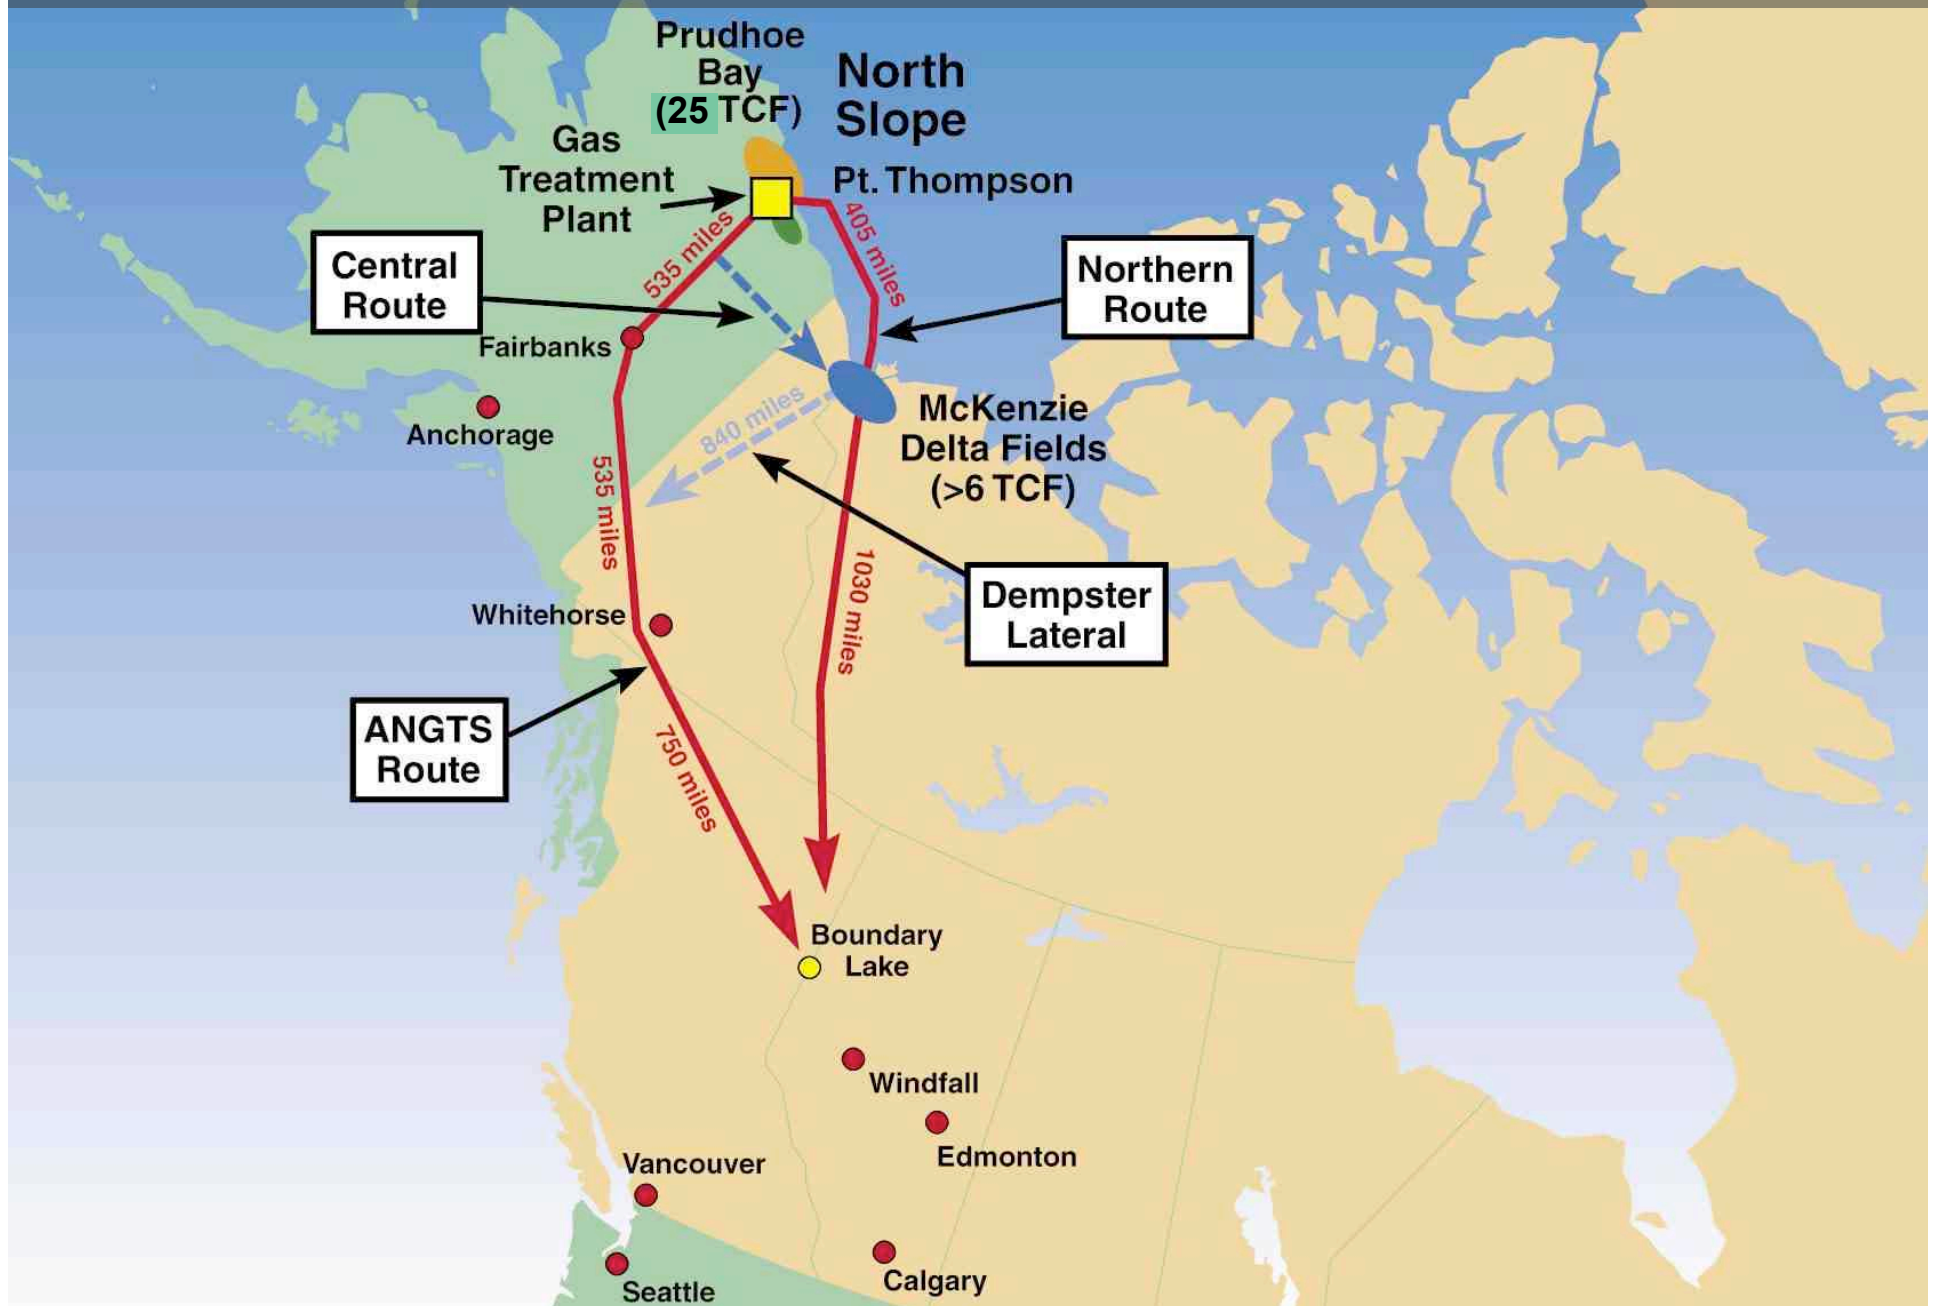 Prudhoe
Bay
(25 TCF)
North
Slope
Gas
Treatment
Plant
Pt. Thompson
405 miles
535 miles
Central
Route
Northern
Route
Fairbanks
Anchorage
840 miles
McKenzie
Delta Fields
(>6 TCF)
535 miles
1030 miles
Dempster
Lateral
Whitehorse
ANGTS
Route
750 miles
Boundary
Lake
Windfall
Edmonton
Vancouver
Calgary
Seattle